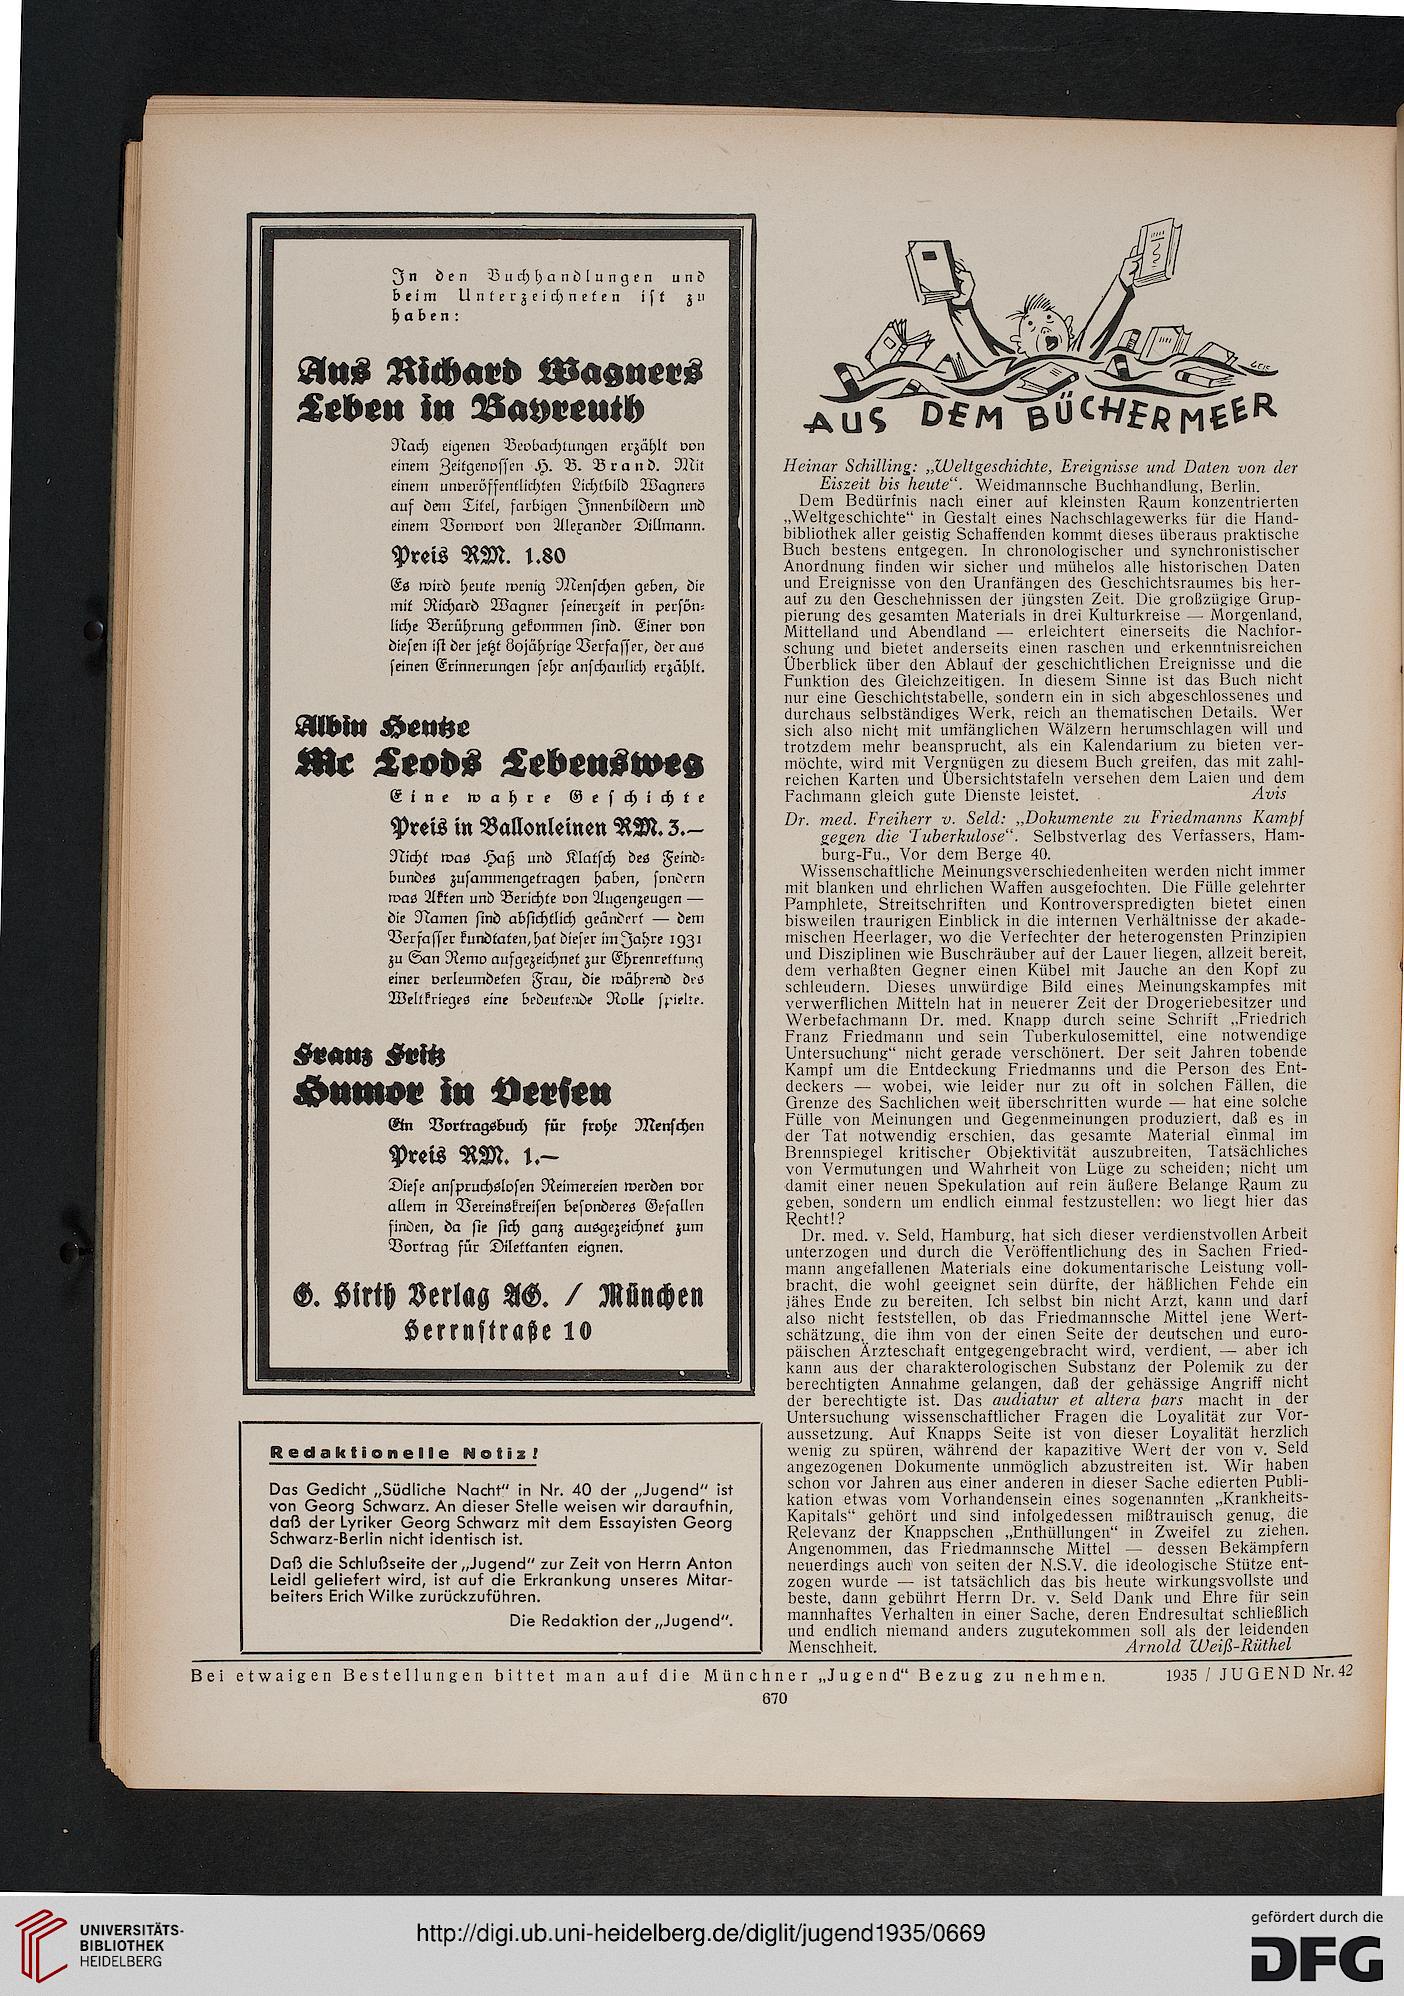 In den Buchhandlungen und
beim Unterzeichneten ist zu
haben:
Aus Richard Wagners
Leben in Bayreuth
Nach eigenen Beobachtungen erzählt von
einem Zeitgenossen H. B. Brand. Mit
einem unveröffentlichten Lichtbild Wagners
auf dem Titel, farbigen Innenbildern und
einem Vorwort von Alexander Dillmann.
Preis RM. 1.80
Es wird heute wenig Menschen geben, die
mit Richard Wagner seinerzeit in persön-
liche Berührung gekommen sind. Einer von
diesen ist der jetzt 80jährige Verfasser, der aus
seinen Erinnerungen sehr anschaulich erzählt.
Albin Hentze
Mc Leods Lebensweg
Eine wahre Geschichte
Preis in Ballonleinen RM. 3.—
Nicht was Haß und Klatsch des Feind-
bundes zusammengetragen haben, sondern
was Akten und Berichte von Augenzeugen —
die Namen sind absichtlich geändert — dem
Verfasser kundtaten, hat dieser im Jahre 1931
zu San Remo aufgezeichnet zur Ehrenrettung
einer verleumdeten Frau, die während des
Weltkrieges eine bedeutende Rolle spielte.
Franz Fritz
Humor in Versen
Ein Vortragsbuch für frohe Menschen
Preis RM. 1.—
Diese anspruchslosen Reimereien werden vor
allem in Vereinskreisen besonderes Gefallen
finden, da sie sich ganz ausgezeichnet zum
Vortrag für Dilettanten eignen.
G. Hirth Verlag AG. / München
Herrnstraße 10
Redaktionelle Notiz!
Das Gedicht „Südliche Nacht" in Nr. 40 der „Jugend" ist
von Georg Schwarz. An dieser Stelle weisen wir daraufhin,
daß der Lyriker Georg Schwarz mit dem Essayisten Georg
Schwarz-Berlin nicht identisch ist.
Daß die Schlußseite der „Jugend" zur Zeit von Herrn Anton
Leidl geliefert wird, ist auf die Erkrankung unseres Mitar-
beiters Erich Wilke zurückzuführen.
Die Redaktion der „Jugend".
GEIS
AUS DEM BÜCHERMEER
Heinar Schilling: „Weltgeschichte, Ereignisse und Daten von der
Eiszeit bis heute“. Weidmannsche Buchhandlung, Berlin.
Dem Bedürfnis nach einer auf kleinsten Raum konzentrierten
„Weltgeschichte“ in Gestalt eines Nachschlagewerks für die Hand-
bibliothek aller geistig Schaffenden kommt dieses überaus praktische
Buch bestens entgegen. In chronologischer und synchronistischer
Anordnung finden wir sicher und mühelos alle historischen Daten
und Ereignisse von den Uranfängen des Geschichtsraumes bis her-
auf zu den Geschehnissen der jüngsten Zeit. Die großzügige Grup-
pierung des gesamten Materials in drei Kulturkreise — Morgenland,
Mittelland und Abendland — erleichtert einerseits die Nachfor-
schung und bietet anderseits einen raschen und erkenntnisreichen
Überblick über den Ablauf der geschichtlichen Ereignisse und die
Funktion des Gleichzeitigen. In diesem Sinne ist das Buch nicht
nur eine Geschichtstabelle, sondern ein in sich abgeschlossenes und
durchaus selbständiges Werk, reich an thematischen Details. Wer
sich also nicht mit umfänglichen Wälzern herumschlagen will und
trotzdem mehr beansprucht, als ein Kalendarium zu bieten ver-
möchte, wird mit Vergnügen zu diesem Buch greifen, das mit zahl-
reichen Karten und Übersichtstafeln versehen dem Laien und dem
Fachmann gleich gute Dienste leistet. Avis
Dr. med. Freiherr v. Seld: „Dokumente zu Friedmanns Kampf
gegen die Tuberkulose“. Selbstverlag des Verfassers, Ham-
burg-Fu., Vor dem Berge 40.
Wissenschaftliche Meinungsverschiedenheiten werden nicht immer
mit blanken und ehrlichen Waffen ausgefochten. Die Fülle gelehrter
Pamphlete, Streitschriften und Kontroverspredigten bietet einen
bisweilen traurigen Einblick in die internen Verhältnisse der akade-
mischen Heerlager, wo die Verfechter der heterogensten Prinzipien
und Disziplinen wie Buschräuber auf der Lauer liegen, allzeit bereit,
dem verhaßten Gegner einen Kübel mit Jauche an den Kopf zu
schleudern. Dieses unwürdige Bild eines Meinungskampfes mit
verwerflichen Mitteln hat in neuerer Zeit der Drogeriebesitzer und
Werbefachmann Dr. med. Knapp durch seine Schrift „Friedrich
Franz Friedmann und sein Tuberkulosemittel, eine notwendige
Untersuchung“ nicht gerade verschönert. Der seit Jahren tobende
Kampf um die Entdeckung Friedmanns und die Person des Ent-
deckers — wobei, wie leider nur zu oft in solchen Fällen, die
Grenze des Sachlichen weit überschritten wurde — hat eine solche
Fülle von Meinungen und Gegenmeinungen produziert, daß es in
der Tat notwendig erschien, das gesamte Material einmal im
Brennspiegel kritischer Objektivität auszubreiten, Tatsächliches
von Vermutungen und Wahrheit von Lüge zu scheiden; nicht um
damit einer neuen Spekulation auf rein äußere Belange Raum zu
geben, sondern um endlich einmal festzustellen: wo liegt hier das
Recht!?
Dr. med. v. Seld, Hamburg, hat sich dieser verdienstvollen Arbeit
unterzogen und durch die Veröffentlichung des in Sachen Fried-
mann angefallenen Materials eine dokumentarische Leistung voll-
bracht, die wohl geeignet sein dürfte, der häßlichen Fehde ein
jähes Ende zu bereiten. Ich selbst bin nicht Arzt, kann und darf
also nicht feststellen, ob das Friedmannsche Mittel jene Wert-
schätzung, die ihm von der einen Seite der deutschen und euro-
päischen Ärzteschaft entgegengebracht wird, verdient, — aber ich
kann aus der charakterologischen Substanz der Polemik zu der
berechtigten Annahme gelangen, daß der gehässige Angriff nicht
der berechtigte ist. Das audiatur et altera pars macht in der
Untersuchung wissenschaftlicher Fragen die Loyalität zur Vor-
aussetzung. Auf Knapps Seite ist von dieser Loyalität herzlich
wenig zu spüren, während der kapazitive Wert der von v. Seld
angezogenen Dokumente unmöglich abzustreiten ist. Wir haben
schon vor Jahren aus einer anderen in dieser Sache edierten Publi-
kation etwas vom Vorhandensein eines sogenannten „Krankheits-
Kapitals“ gehört und sind infolgedessen mißtrauisch genug, die
Relevanz der Knappschen „Enthüllungen“ in Zweifel zu ziehen.
Angenommen, das Friedmannsche Mittel — dessen Bekämpfern
neuerdings auch von seiten der N.S.V. die ideologische Stütze ent-
zogen wurde — ist tatsächlich das bis heute wirkungsvollste und
beste, dann gebührt Herrn Dr. v. Seld Dank und Ehre für sein
mannhaftes Verhalten in einer Sache, deren Endresultat schließlich
und endlich niemand anders zugutekommen soll als der leidenden
Menschheit. Arnold Weiß-Rüthel
Bei etwaigen Bestellungen bittet man auf die Münchner „Jugend“ Bezug zu nehmen. 1935 / JUGEND Nr. 42
670
UNIVERSITÄTS-
BIBLIOTHEK
HEIDELBERG
http://digi.ub.uni-heidelberg.de/diglit/jugend1935/0669
gefördert durch die
DFG